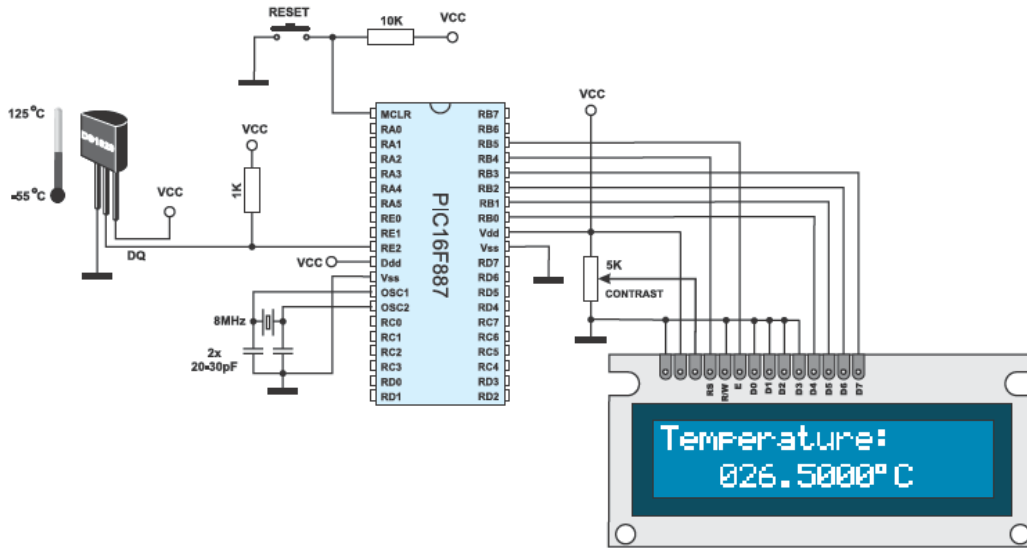 RESET
10K
VCC
125°C
-55°C
DS1820
VCC
1K
VCC
DQ
VCC
8MHz
2x
20-30pF
PIC16F887
MCLR
RA0
RA1
RA2
RA3
RA4
RA5
RE0
RE1
RE2
Ddd
Vss
OSC1
OSC2
RC0
RC1
RC2
RC3
RD0
RD1
RB7
RB6
RB5
RB4
RB3
RB2
RB1
RB0
Vdd
Vss
RD7
RD6
RD5
RD4
RC7
RC6
RC5
RC4
RD3
RD2
VCC
5K
CONTRAST
RS
R/W
E
D0
D1
D2
D3
D4
D5
D6
D7
Temperature:
026.5000°C